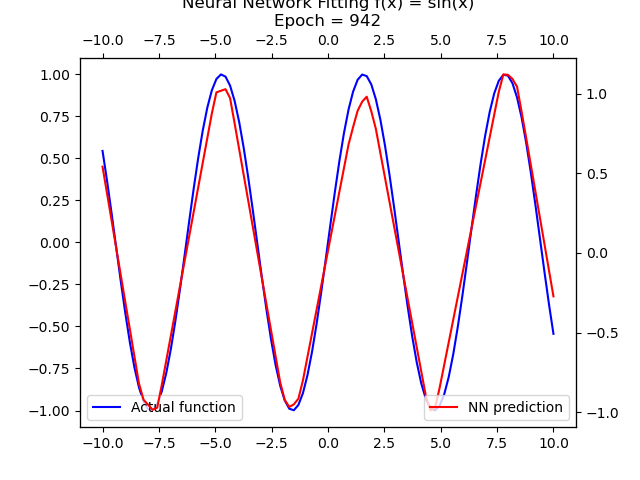 Neural Network Fitting f(x) = sin(x)
Epoch = 942
−10.0 −7.5 −5.0 −2.5 0.0 2.5 5.0 7.5 10.0
1.00
0.75
0.50
0.25
0.00
−0.25
−0.50
−0.75
−1.00
1.0
0.5
0.0
−0.5
−1.0
Actual function
NN prediction
−10.0 −7.5 −5.0 −2.5 0.0 2.5 5.0 7.5 10.0